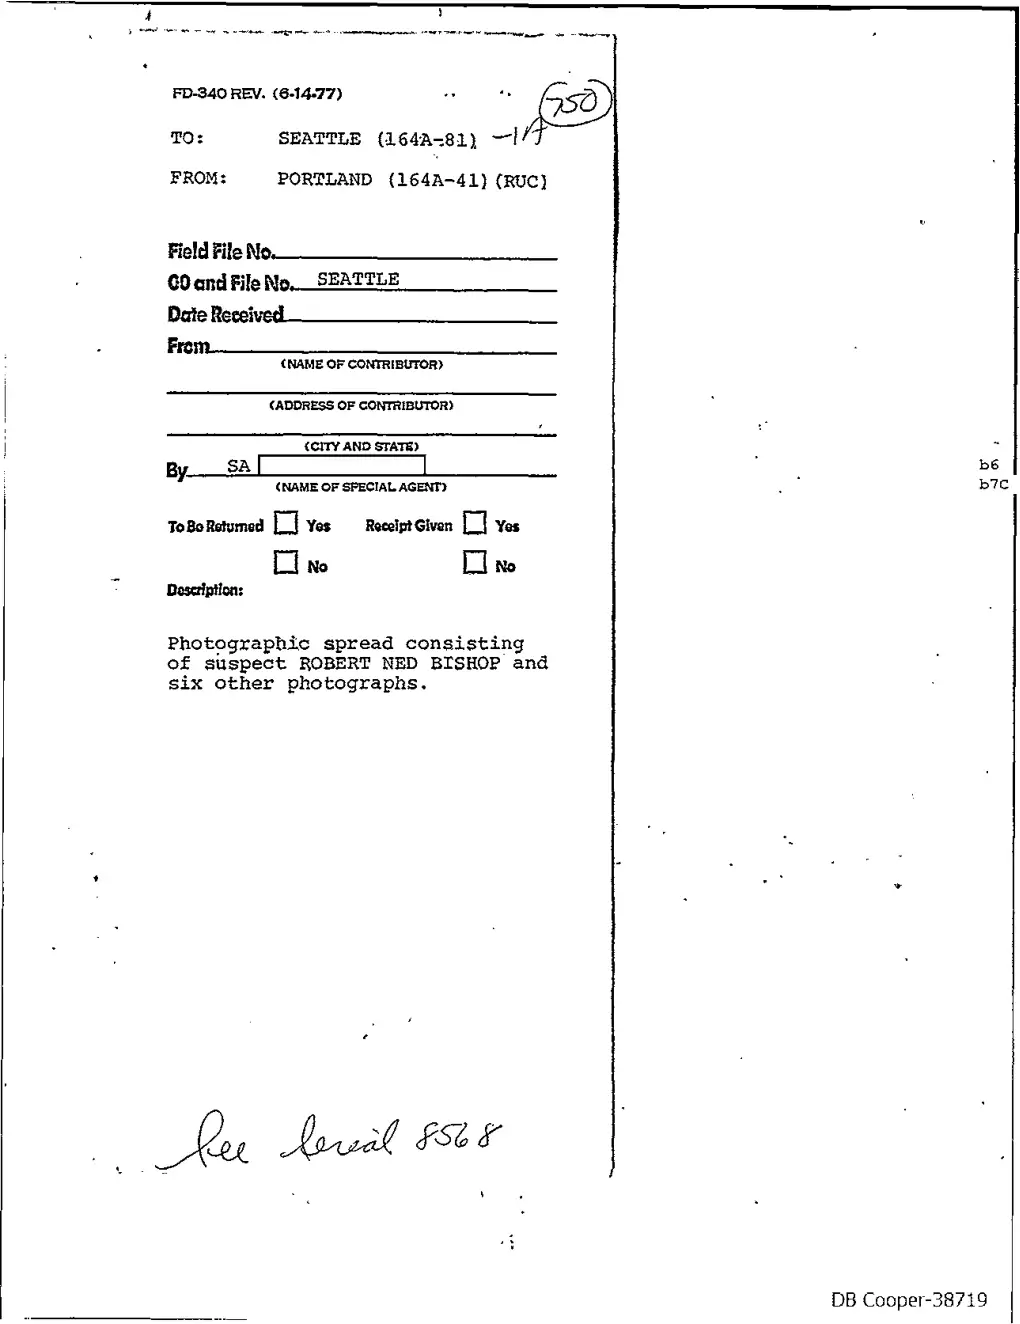 FD-340 REV. (6-14-77)
750
TO: SEATTLE (164A-81) -1A
FROM: PORTLAND (164A-41) (RUC)
Field File No.
OO and File No. SEATTLE
Date Received
From
(NAME OF CONTRIBUTOR)
(ADDRESS OF CONTRIBUTOR)
(CITY AND STATE)
By SA
b6
b7C
(NAME OF SPECIAL AGENT)
To Be Returned Yes Receipt Given Yes
No No
Description:
Photographic spread consisting
of suspect ROBERT NED BISHOP and
six other photographs.
See Serial 8568
DB Cooper-38719